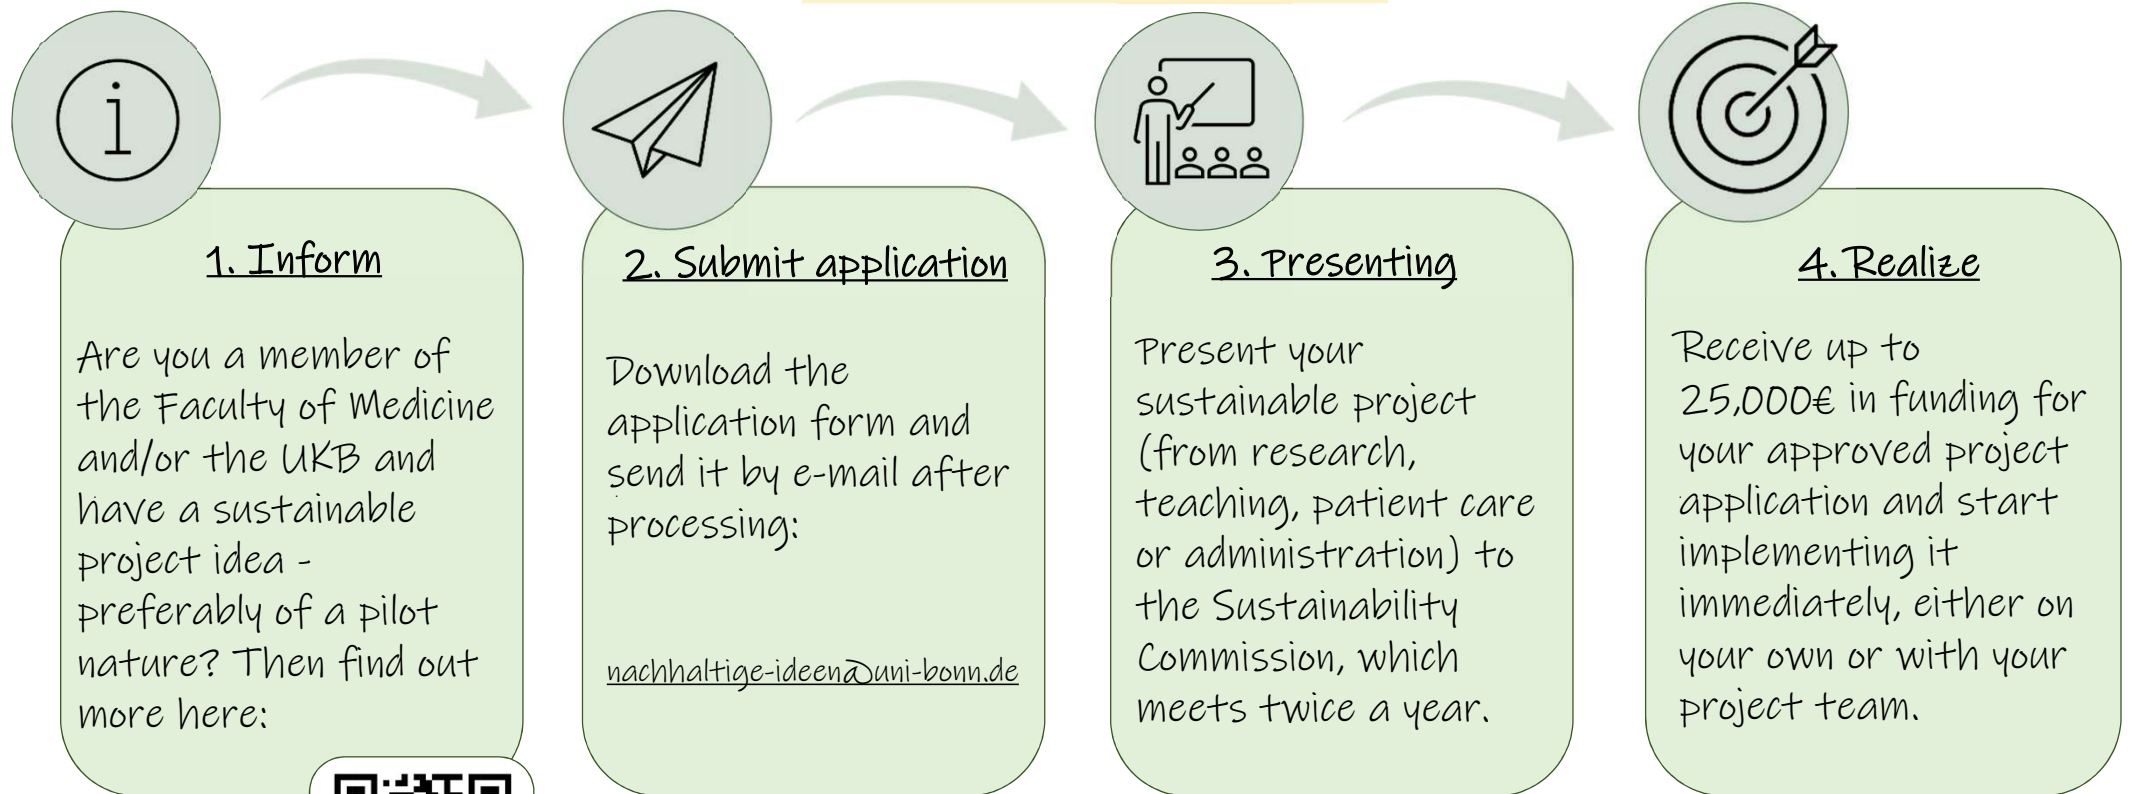 1. Inform
Are you a member of
the Faculty of Medicine
and/or the UKB and
have a sustainable
project idea -
preferably of a pilot
nature? Then find out
more here:
2. Submit application
Download the
application form and
send it by e-mail after
processing:
nachhaltige-ideen@uni-bonn.de
3. Presenting
Present your
sustainable project
(from research,
teaching, patient care
or administration) to
the Sustainability
Commission, which
meets twice a year.
4. Realize
Receive up to
25,000€ in funding for
your approved project
application and start
implementing it
immediately, either on
your own or with your
project team.